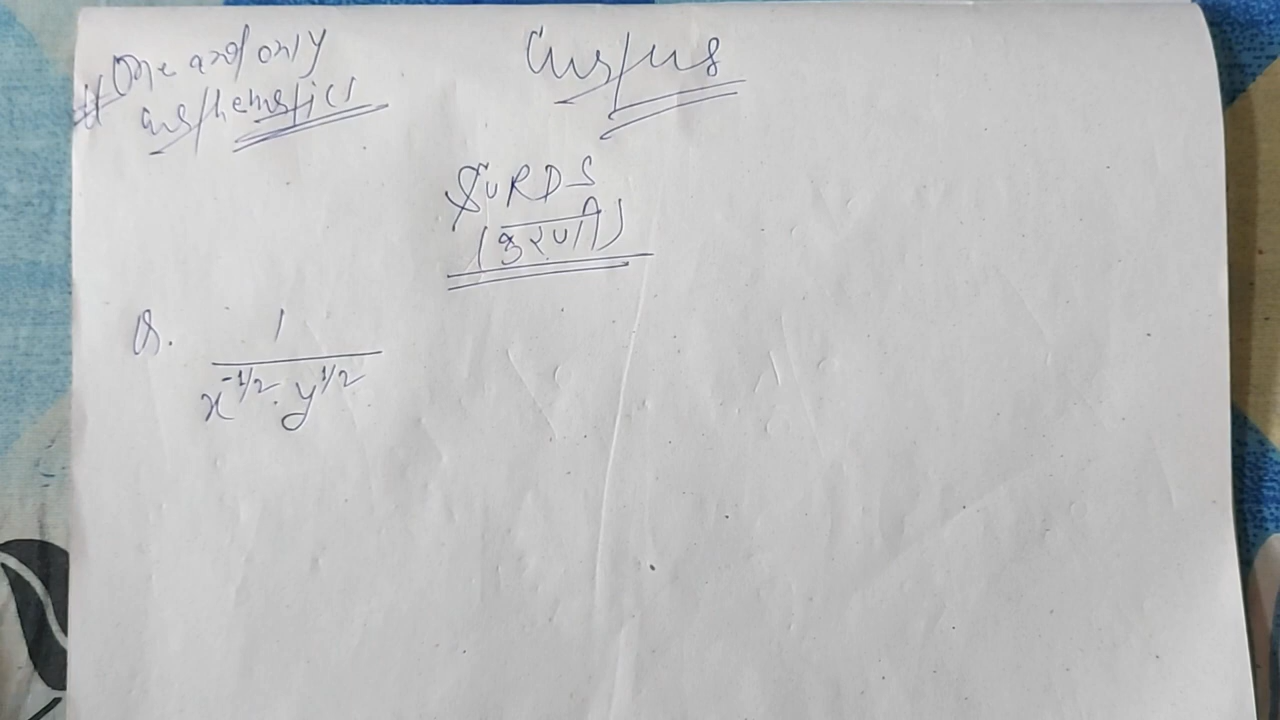 # One and only
mathematics
SURDS
(करणी)
Q. 1
x^-1/2 . y^1/2